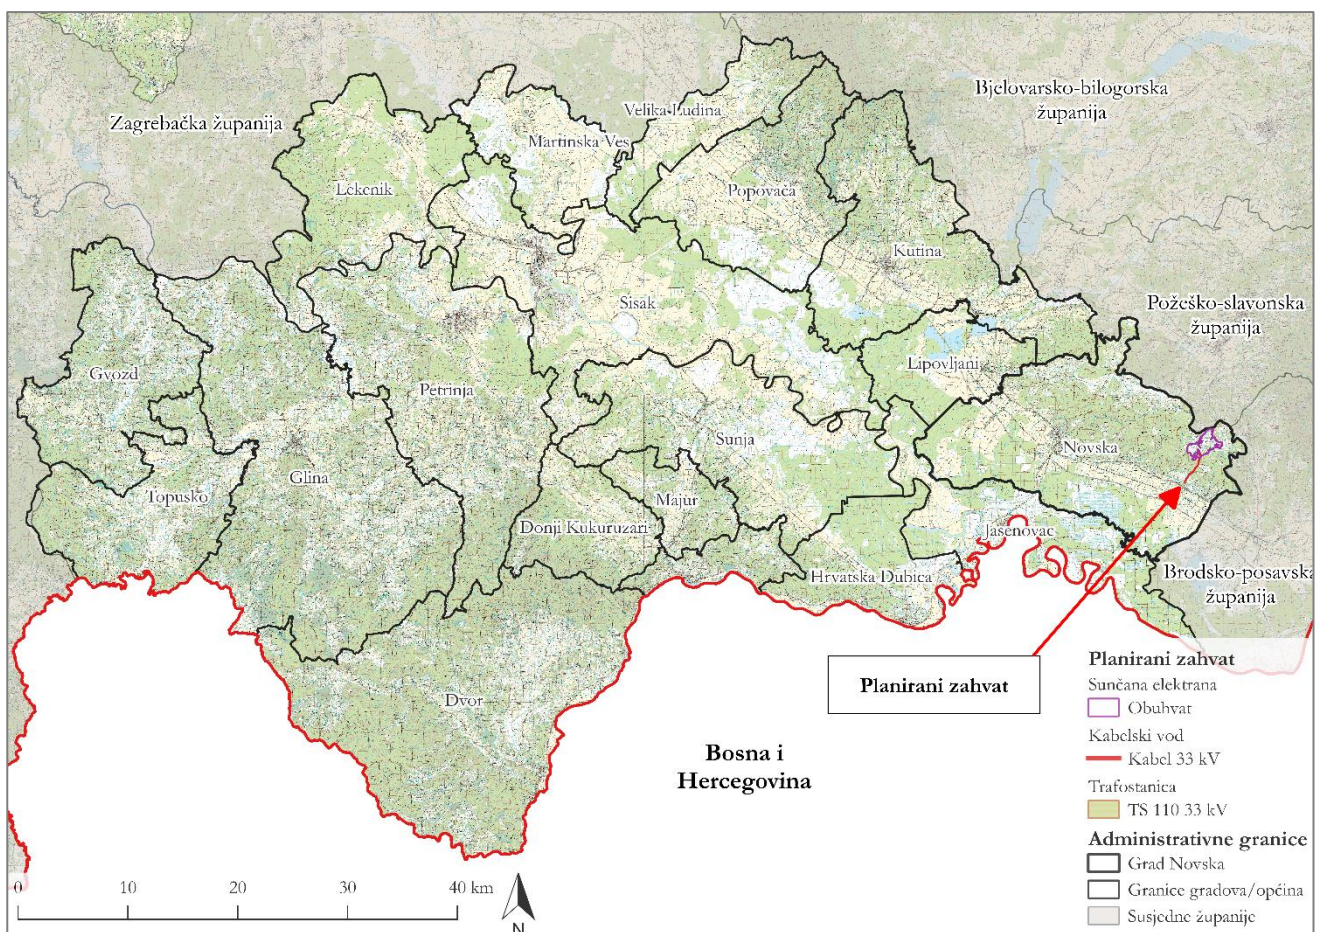 Bjelovarsko-bilogorska
županija
Velika Ludina
Zagrebačka županija
Martinska Ves
Lekenik
Popovača
Kutina
Sisak
Požeško-slavonska
županija
Lipovljani
Gvozd
Petrinja
Sunja
Novska
Glina
Topusko
Majur
Donji Kukuruzari
Jasenovac
Hrvatska Dubica
Brodsko-posavska
županija
Planirani zahvat
Dvor
Bosna i
Hercegovina
Planirani zahvat
Sunčana elektrana
Obuhvat
Kabelski vod
Kabel 33 kV
Trafostanica
TS 110 33 kV
Administrativne granice
Grad Novska
Granice gradova/općina
Susjedne županije
0 10 20 30 40 km
N